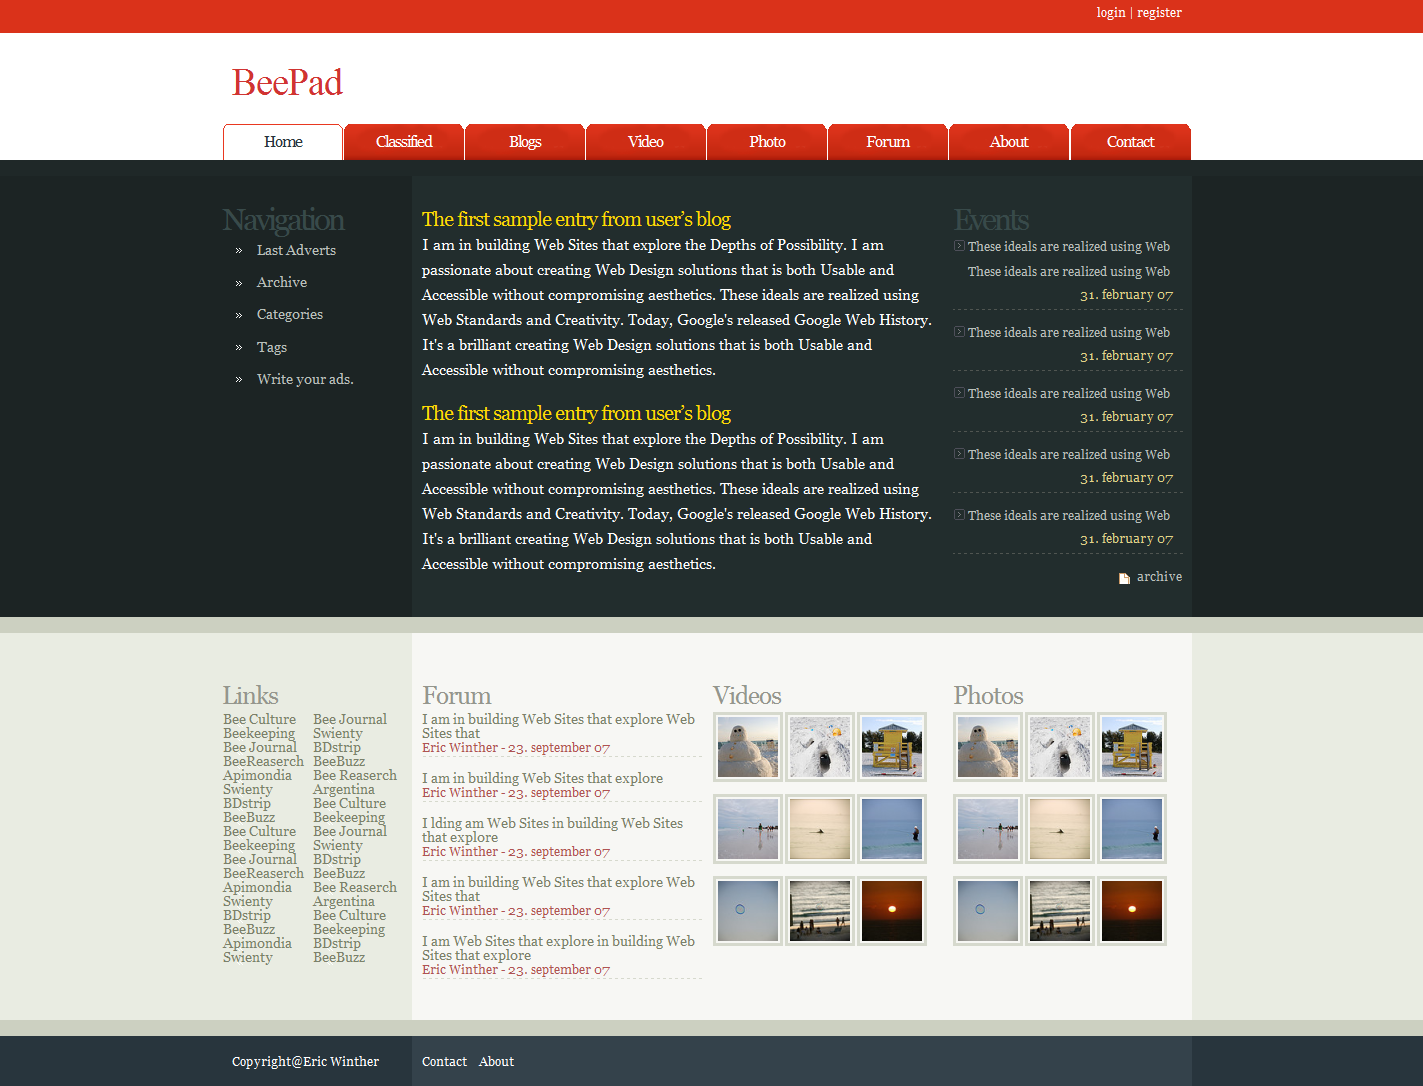 login | register
BeePad
Home
Classified
Blogs
Video
Photo
Forum
About
Contact
Navigation
Last Adverts
Archive
Categories
Tags
Write your ads.
The first sample entry from user’s blog
I am in building Web Sites that explore the Depths of Possibility. I am
passionate about creating Web Design solutions that is both Usable and
Accessible without compromising aesthetics. These ideals are realized using
Web Standards and Creativity. Today, Google's released Google Web History.
It's a brilliant creating Web Design solutions that is both Usable and
Accessible without compromising aesthetics.
The first sample entry from user’s blog
I am in building Web Sites that explore the Depths of Possibility. I am
passionate about creating Web Design solutions that is both Usable and
Accessible without compromising aesthetics. These ideals are realized using
Web Standards and Creativity. Today, Google's released Google Web History.
It's a brilliant creating Web Design solutions that is both Usable and
Accessible without compromising aesthetics.
Events
These ideals are realized using Web
These ideals are realized using Web
31. february 07
These ideals are realized using Web
31. february 07
These ideals are realized using Web
31. february 07
These ideals are realized using Web
31. february 07
These ideals are realized using Web
31. february 07
archive
Links
Bee Culture
Beekeeping
Bee Journal
BeeReaserch
Apimondia
Swienty
BDstrip
BeeBuzz
Bee Culture
Beekeeping
Bee Journal
BeeReaserch
Apimondia
Swienty
BDstrip
BeeBuzz
Apimondia
Swienty
Bee Journal
Swienty
BDstrip
BeeBuzz
Bee Reaserch
Argentina
Bee Culture
Beekeeping
Bee Journal
Swienty
BDstrip
BeeBuzz
Bee Reaserch
Argentina
Bee Culture
Beekeeping
BDstrip
BeeBuzz
Forum
I am in building Web Sites that explore Web
Sites that
Eric Winther - 23. september 07
I am in building Web Sites that explore
Eric Winther - 23. september 07
I lding am Web Sites in building Web Sites
that explore
Eric Winther - 23. september 07
I am in building Web Sites that explore Web
Sites that
Eric Winther - 23. september 07
I am Web Sites that explore in building Web
Sites that explore
Eric Winther - 23. september 07
Videos
Photos
Copyright@Eric Winther
Contact
About